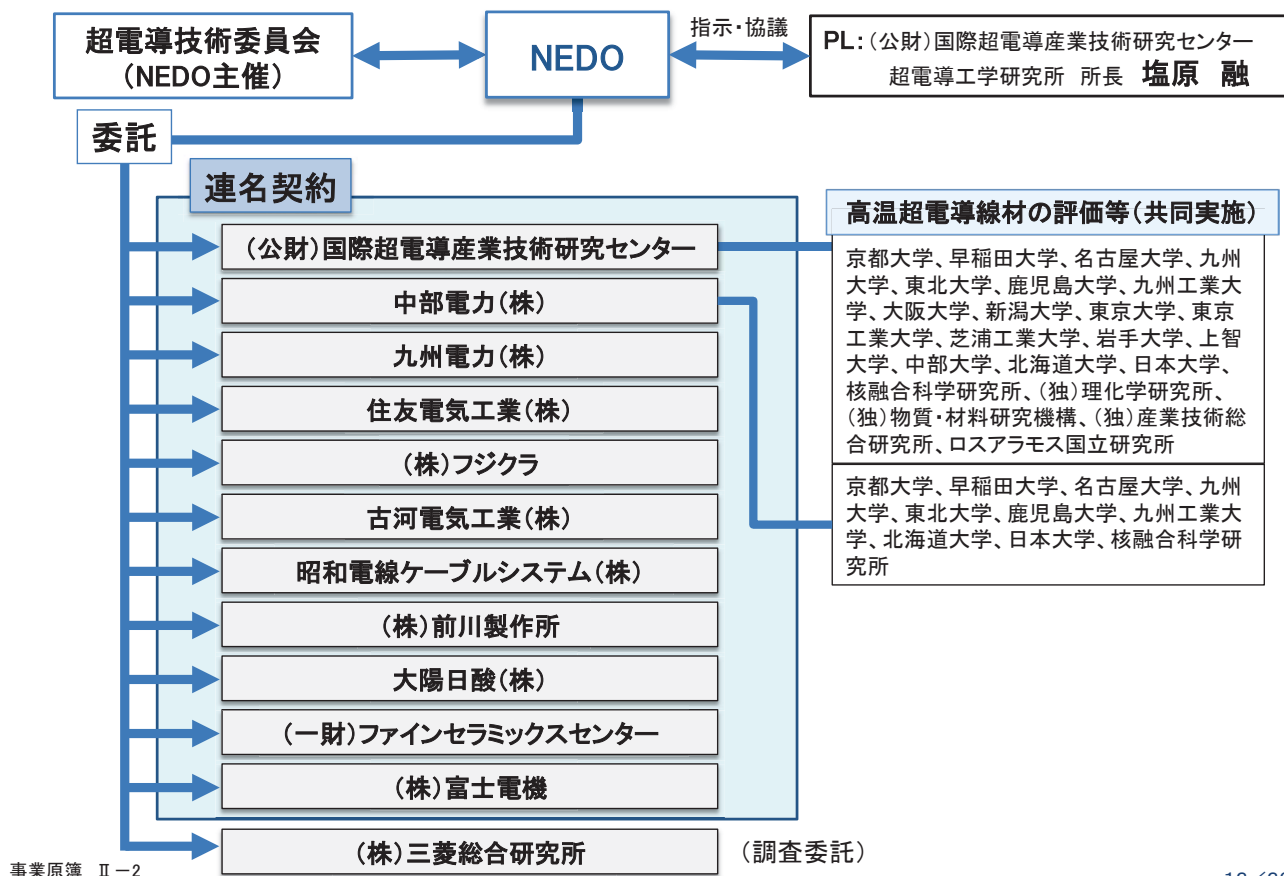 超電導技術委員会
(NEDO主催)
NEDO
指示・協議
PL:(公財)国際超電導産業技術研究センター
超電導工学研究所 所長 塩原 融
委託
連名契約
(公財)国際超電導産業技術研究センター
中部電力(株)
九州電力(株)
住友電気工業(株)
(株)フジクラ
古河電気工業(株)
昭和電線ケーブルシステム(株)
(株)前川製作所
大陽日酸(株)
(一財)ファインセラミックスセンター
(株)富士電機
(株)三菱総合研究所
(調査委託)
高温超電導線材の評価等(共同実施)
京都大学、早稲田大学、名古屋大学、九州
大学、東北大学、鹿児島大学、九州工業大
学、大阪大学、新潟大学、東京大学、東京
工業大学、芝浦工業大学、岩手大学、上智
大学、中部大学、北海道大学、日本大学、
核融合科学研究所、(独)理化学研究所、
(独)物質・材料研究機構、(独)産業技術総
合研究所、ロスアラモス国立研究所
京都大学、早稲田大学、名古屋大学、九州
大学、東北大学、鹿児島大学、九州工業大
学、北海道大学、日本大学、核融合科学研
究所
事業原簿 Ⅱ-2